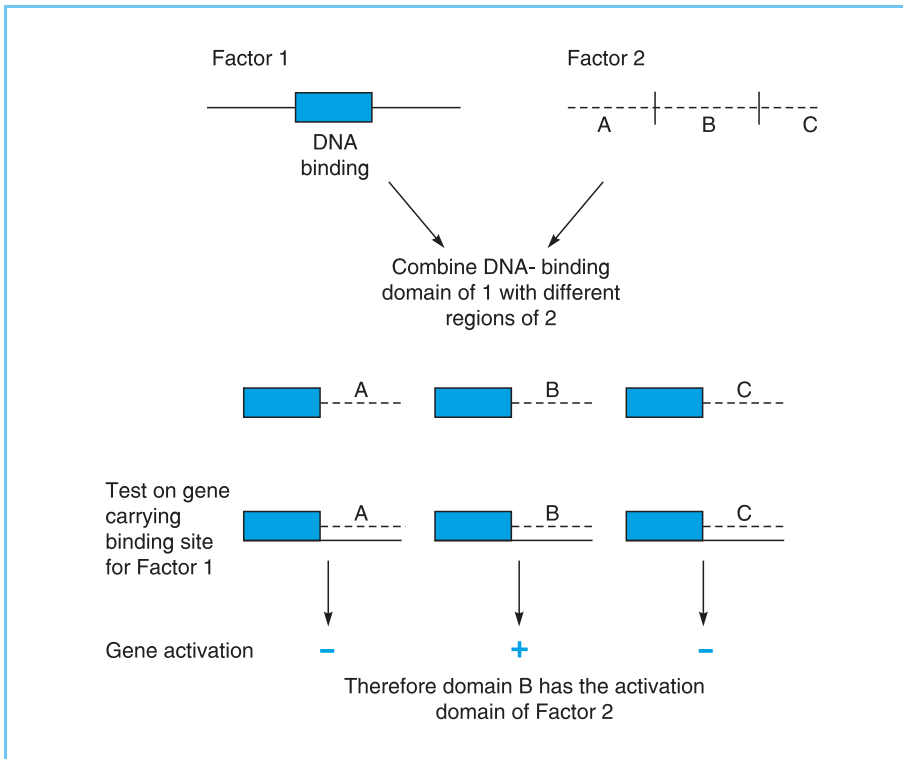 Factor 1
Factor 2
DNA
binding
A
B
C
Combine DNA- binding
domain of 1 with different
regions of 2
A
B
C
Test on gene
carrying
binding site
for Factor 1
A
B
C
Gene activation
–
+
–
Therefore domain B has the activation
domain of Factor 2